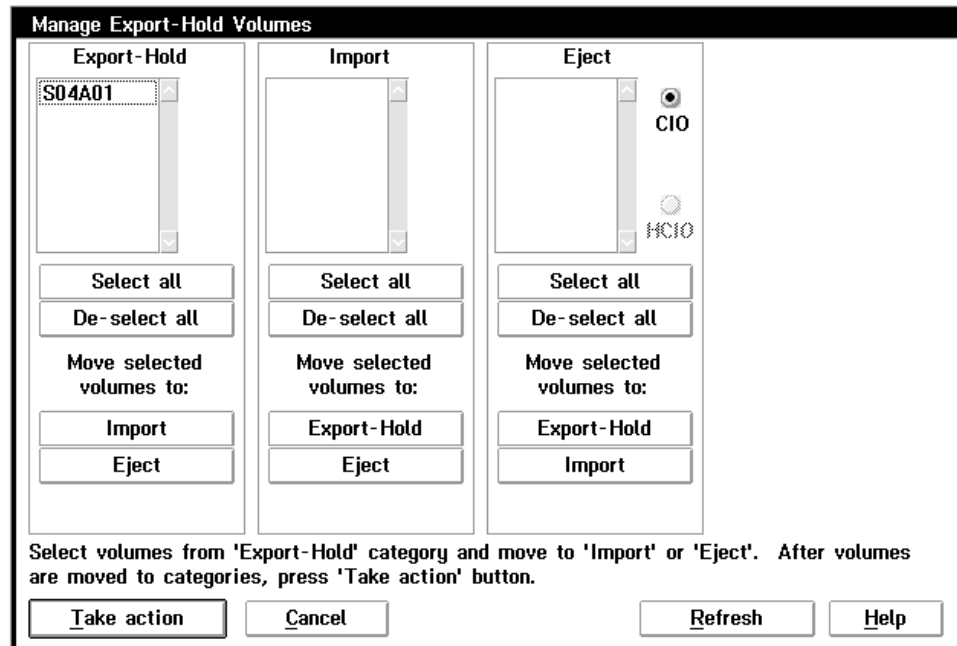 Manage Export-Hold Volumes
Export-Hold
S04A01
Select all
De-select all
Move selected
volumes to:
Import
Eject
Import
Select all
De-select all
Move selected
volumes to:
Export-Hold
Eject
Eject
CIO
HCIO
Select all
De-select all
Move selected
volumes to:
Export-Hold
Import
Select volumes from 'Export-Hold' category and move to 'Import' or 'Eject'. After volumes
are moved to categories, press 'Take action' button.
Take action
Cancel
Refresh
Help